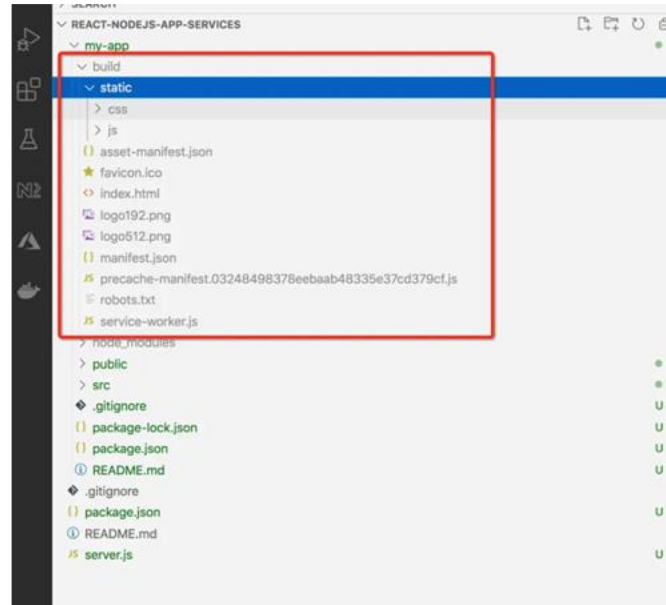 SEARCH
REACT-NODEJS-APP-SERVICES
my-app
build
static
css
js
asset-manifest.json
favicon.ico
index.html
logo192.png
logo512.png
manifest.json
precache-manifest.03248498378eebaab48335e37cd379cf.js
robots.txt
service-worker.js
node_modules
public
src
.gitignore
U
package-lock.json
U
package.json
U
README.md
U
.gitignore
package.json
U
README.md
server.js
U